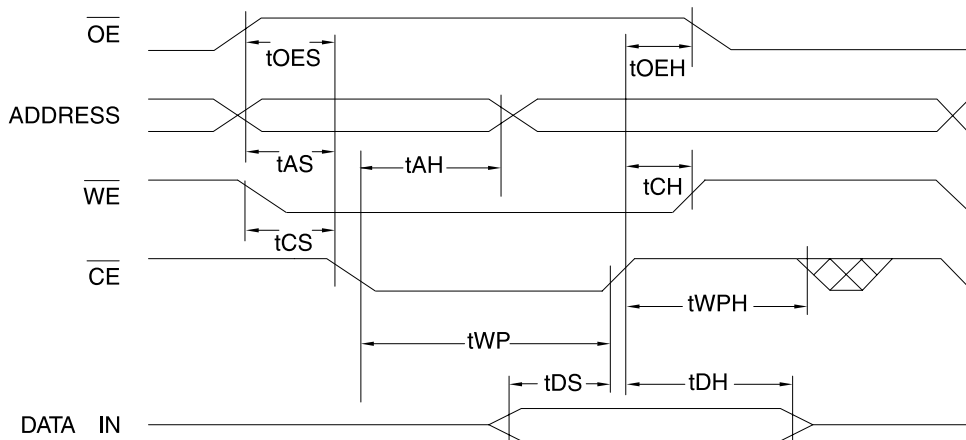 OE
tOES
tOEH
ADDRESS
tAS
tAH
tCH
WE
tCS
CE
tWPH
tWP
tDS
tDH
DATA IN